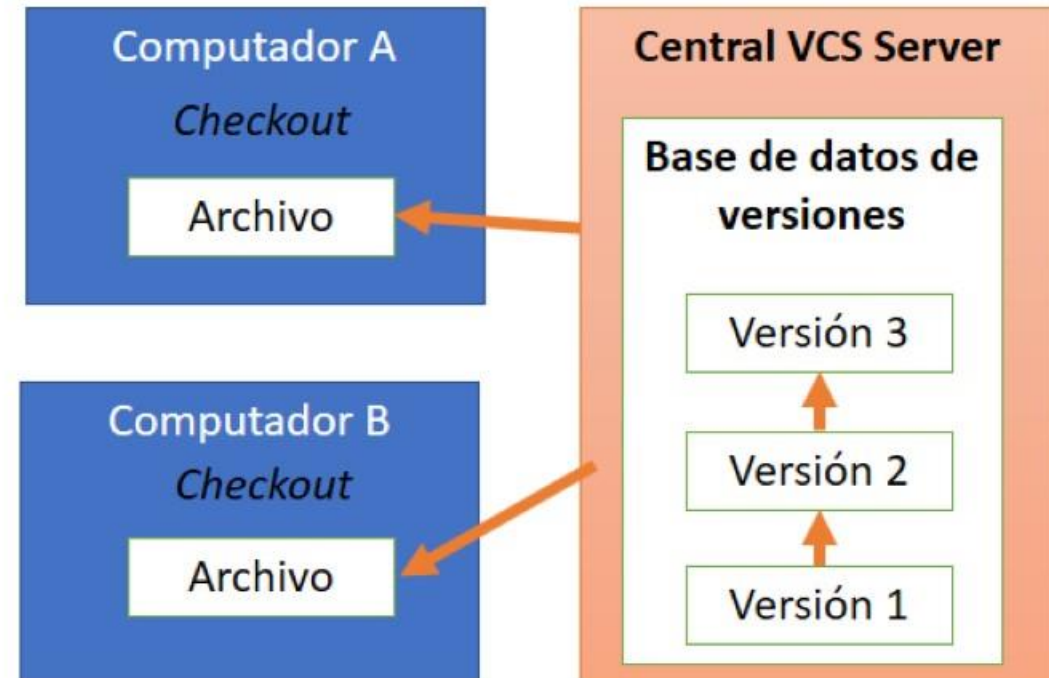 Computador A
Checkout
Archivo
Computador B
Checkout
Archivo
Central VCS Server
Base de datos de
versiones
Versión 3
Versión 2
Versión 1